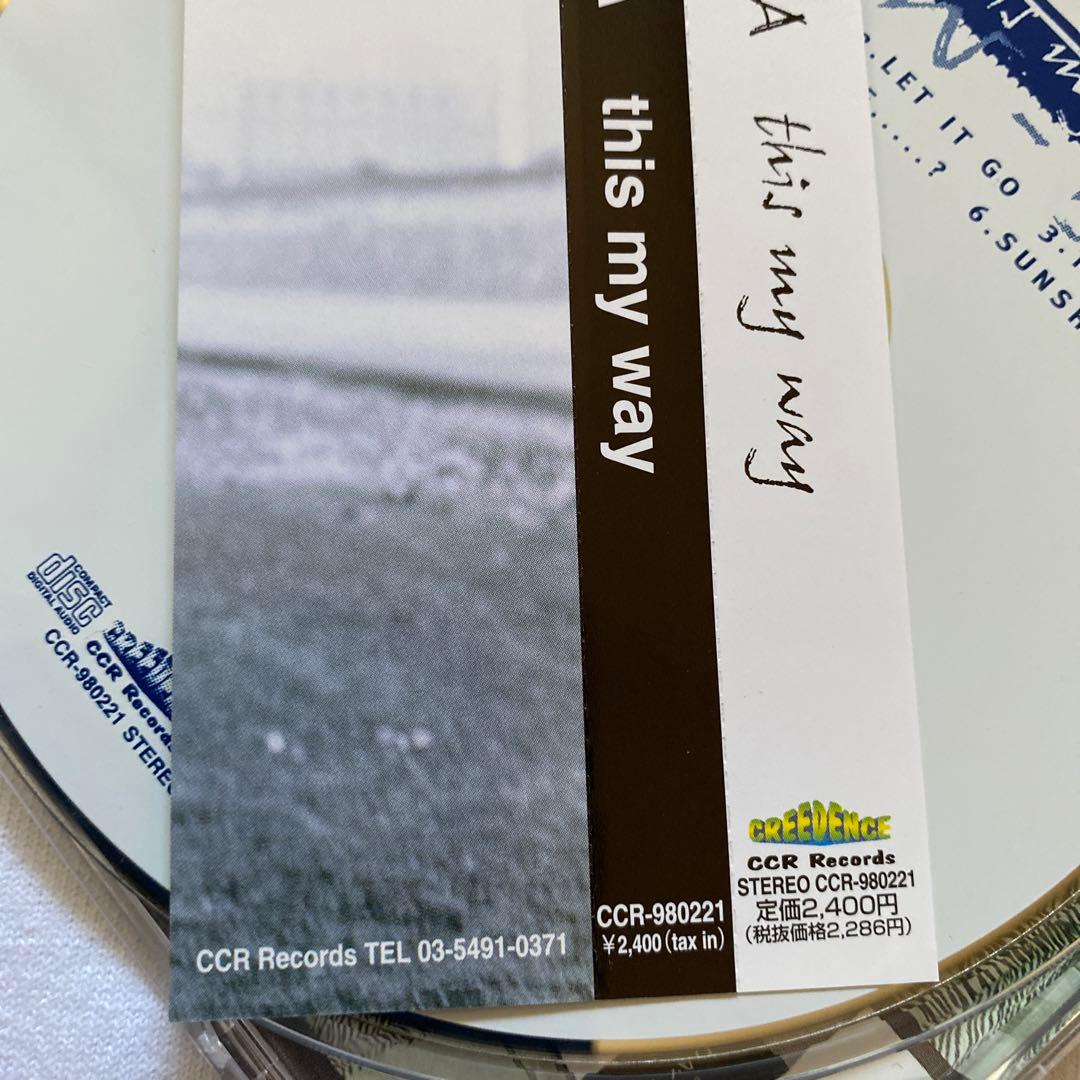 this my way
A this my way
.LET IT GO 3.
.....?
6.SUNSH
COMPACT
disc
DIGITAL AUDIO
CCR Records
CCR-980221 STEREO
CCR Records TEL 03-5491-0371
CCR-980221
¥2,400(tax in)
CREEDENCE
CCR Records
STEREO CCR-980221
定価2,400円
(税抜価格2,286円)